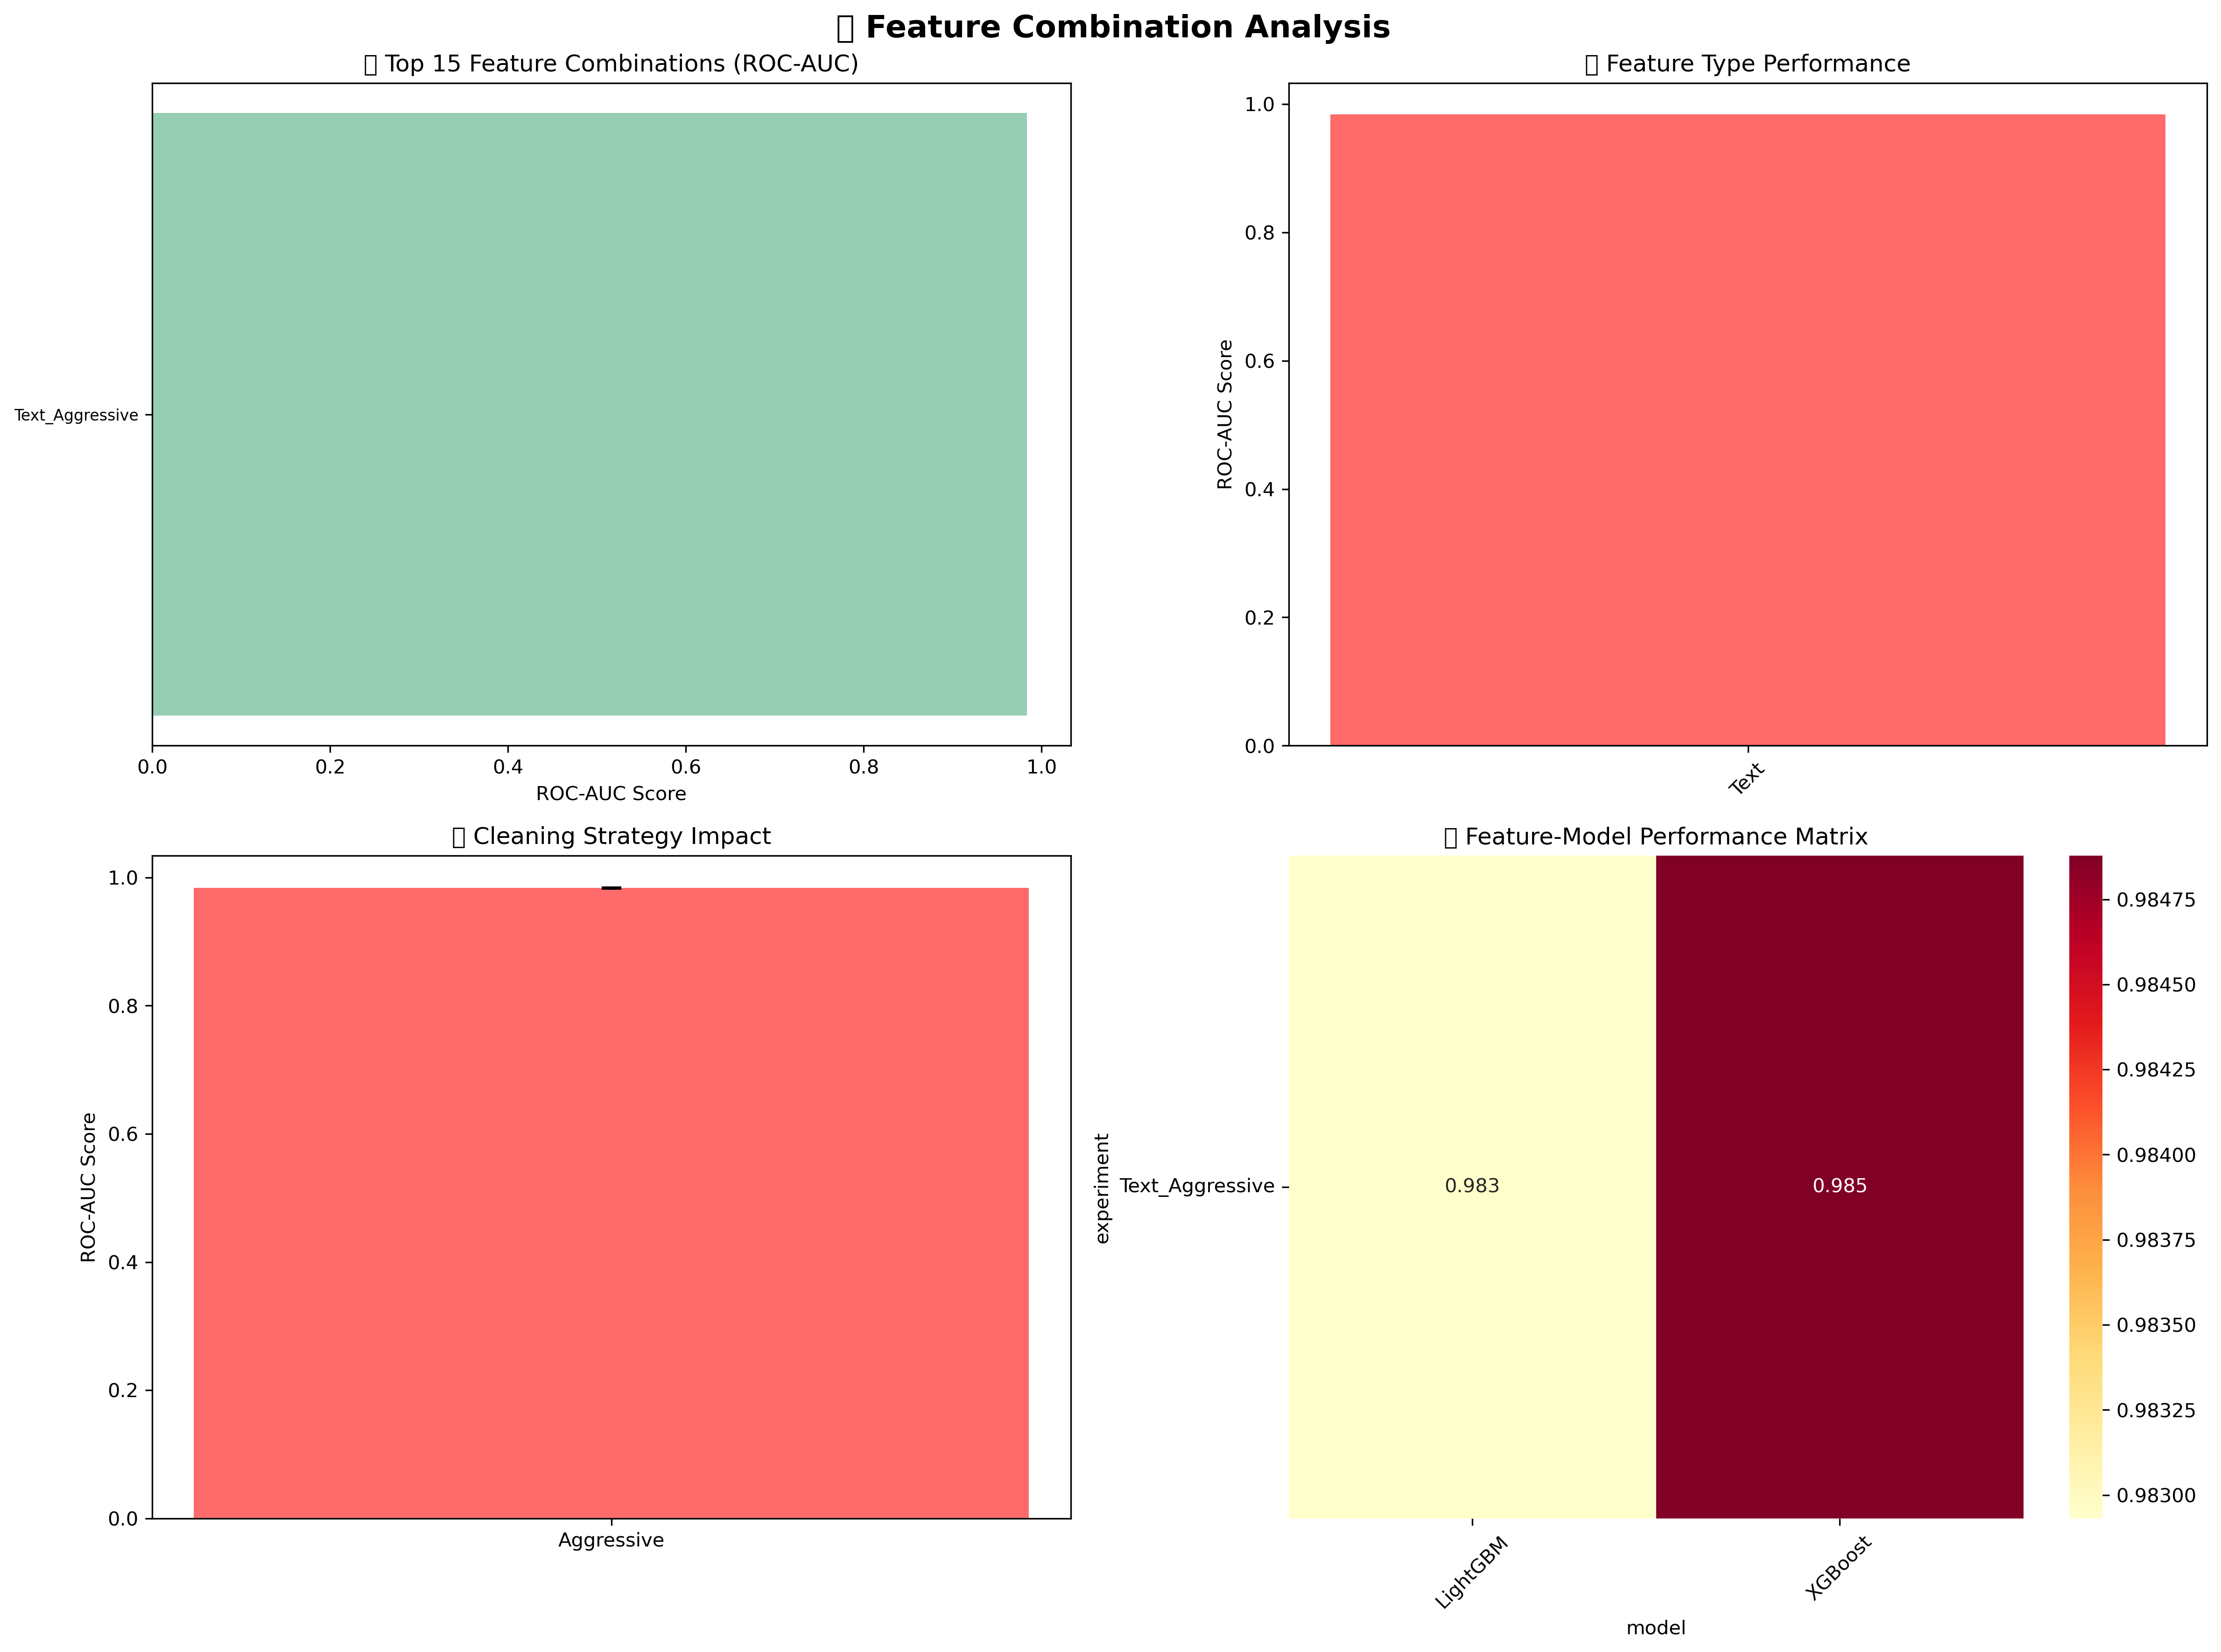 ▯ Feature Combination Analysis
▯ Top 15 Feature Combinations (ROC-AUC)
Text_Aggressive
0.0 0.2 0.4 0.6 0.8 1.0
ROC-AUC Score
▯ Feature Type Performance
ROC-AUC Score
1.0
0.8
0.6
0.4
0.2
0.0
Text
▯ Cleaning Strategy Impact
ROC-AUC Score
1.0
0.8
0.6
0.4
0.2
0.0
Aggressive
▯ Feature-Model Performance Matrix
experiment
Text_Aggressive
0.983 0.985
LightGBM XGBoost
model
0.98475
0.98450
0.98425
0.98400
0.98375
0.98350
0.98325
0.98300